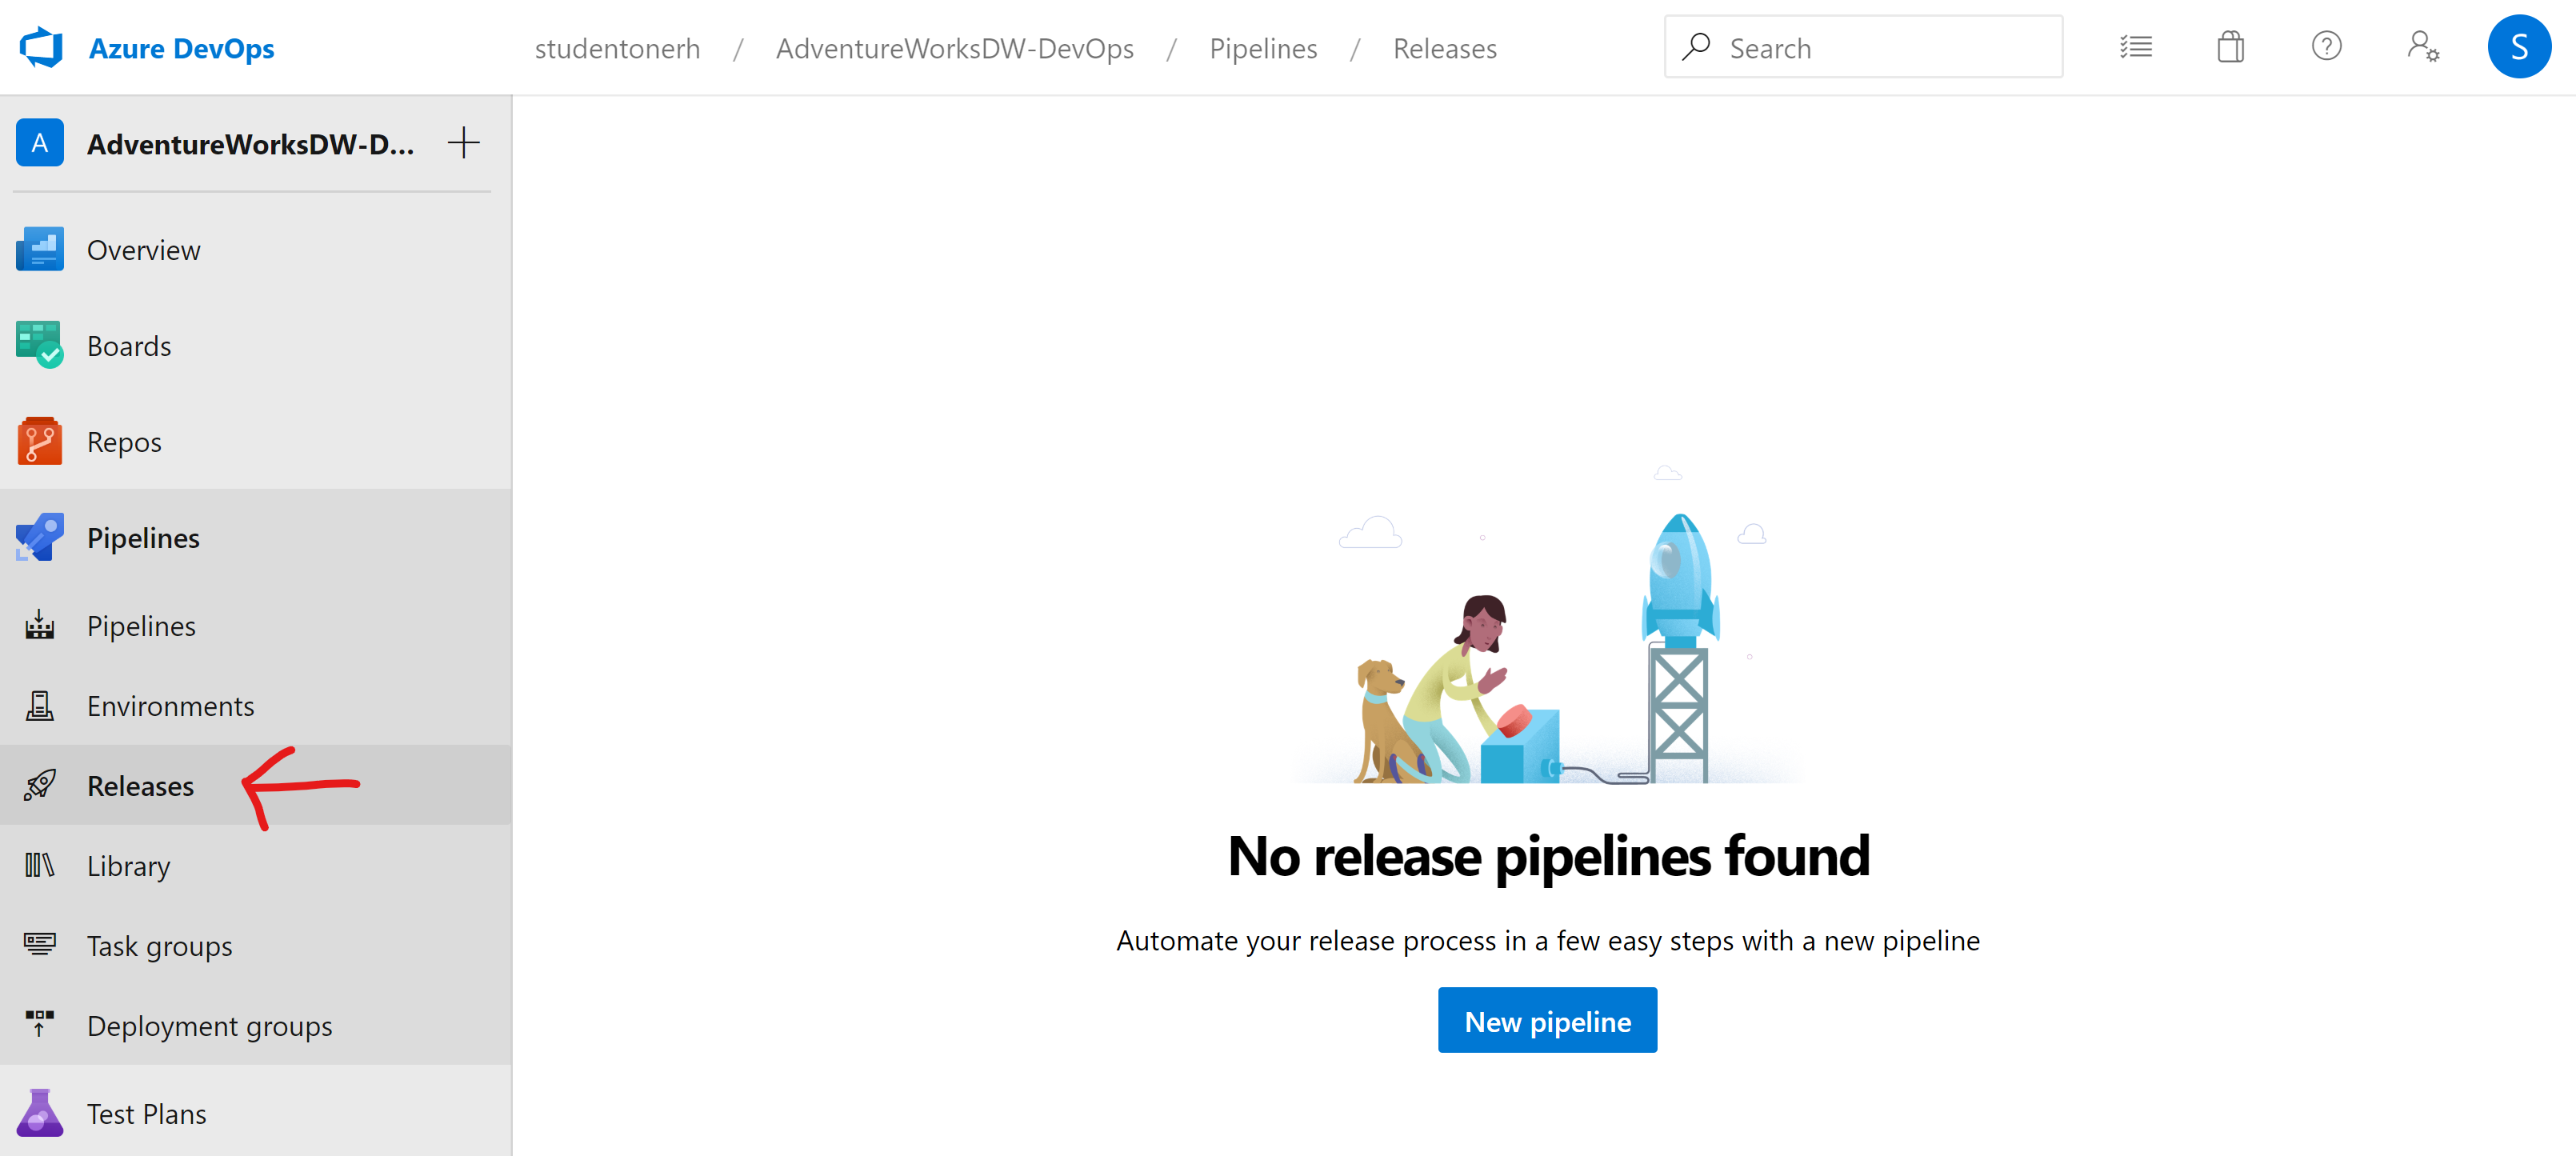 Azure DevOps
studentonerh / AdventureWorksDW-DevOps / Pipelines / Releases
Search
S
A AdventureWorksDW-D...
Overview
Boards
Repos
Pipelines
Pipelines
Environments
Releases
Library
Task groups
Deployment groups
Test Plans
No release pipelines found
Automate your release process in a few easy steps with a new pipeline
New pipeline